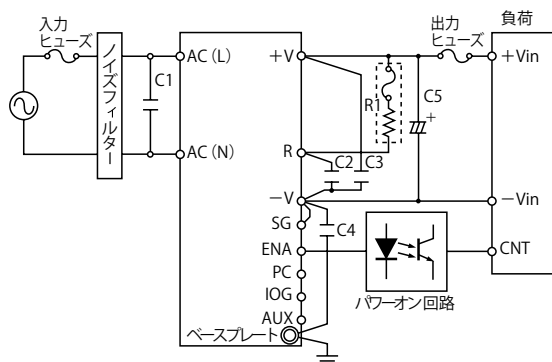 入力
ヒューズ
ノイズフィルター
C1
AC(L)
AC(N)
+V
R
−V
SG
ENA
PC
IOG
AUX
ベースプレート
R1
C2
C3
C4
C5
+
出力
ヒューズ
負荷
+Vin
−Vin
CNT
パワーオン回路